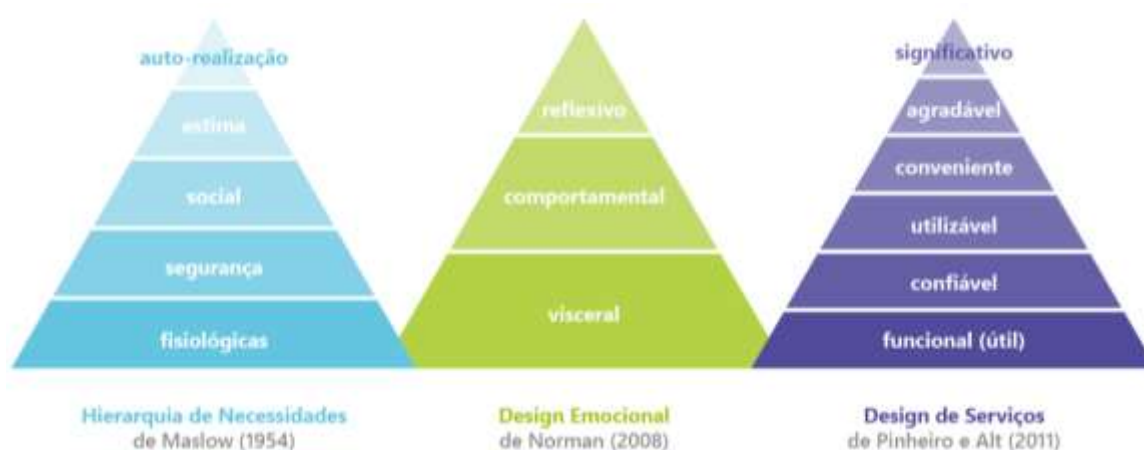 auto-realização
estima
social
segurança
fisiológicas
Hierarquia de Necessidades
de Maslow (1954)
reflexivo
comportamental
visceral
Design Emocional
de Norman (2008)
significativo
agradável
conveniente
utilizável
confiável
funcional (útil)
Design de Serviços
de Pinheiro e Alt (2011)